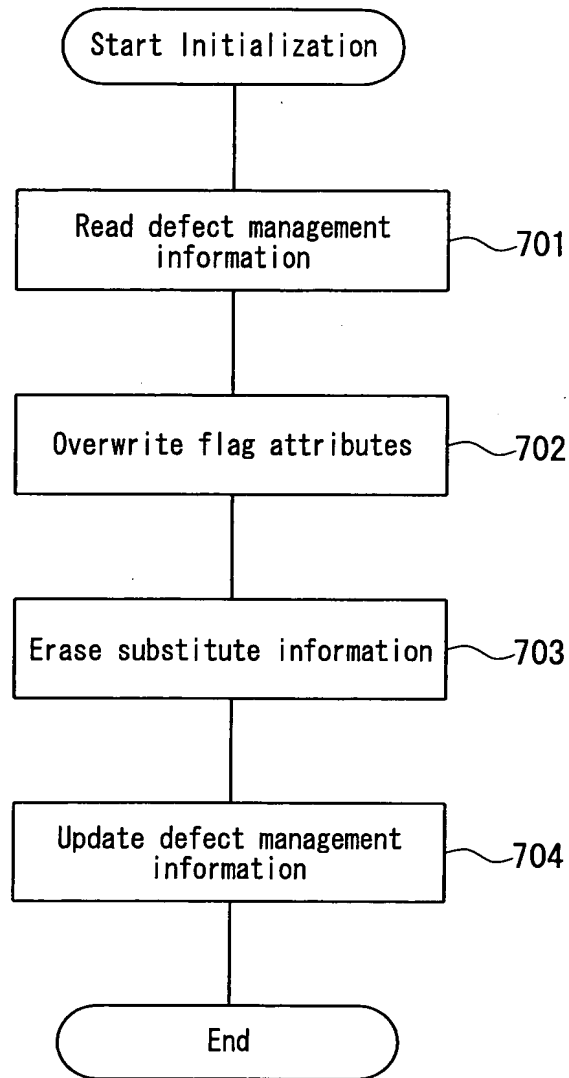 Start Initialization
Read defect management
information
701
Overwrite flag attributes
702
Erase substitute information
703
Update defect management
information
704
End